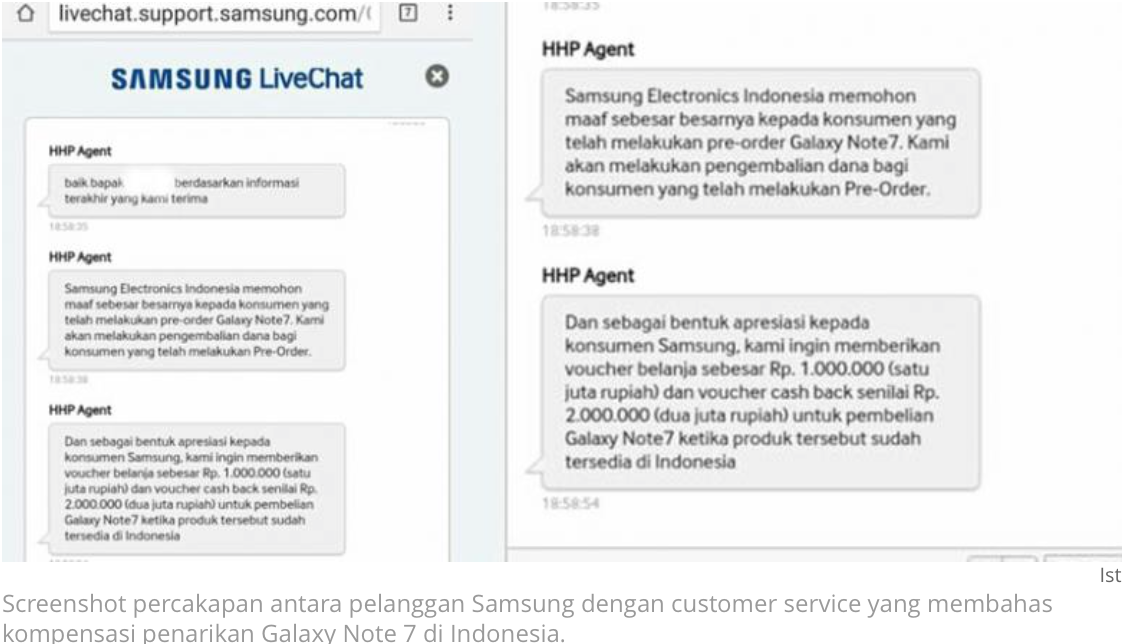 livechat.support.samsung.com/(
7
SAMSUNG LiveChat
HHP Agent
baik bapak berdasarkan informasi
terakhir yang kami terima
18:58:35
HHP Agent
Samsung Electronics Indonesia memohon
maaf sebesar besarnya kepada konsumen yang
telah melakukan pre-order Galaxy Note7. Kami
akan melakukan pengembalian dana bagi
konsumen yang telah melakukan Pre-Order.
18:58:38
HHP Agent
Dan sebagai bentuk apresiasi kepada
konsumen Samsung, kami ingin memberikan
voucher belanja sebesar Rp. 1.000.000 (satu
juta rupiah) dan voucher cash back senilai Rp.
2.000.000 (dua juta rupiah) untuk pembelian
Galaxy Note7 ketika produk tersebut sudah
tersedia di Indonesia
18:58:35
HHP Agent
Samsung Electronics Indonesia memohon
maaf sebesar besarnya kepada konsumen yang
telah melakukan pre-order Galaxy Note7. Kami
akan melakukan pengembalian dana bagi
konsumen yang telah melakukan Pre-Order.
18:58:38
HHP Agent
Dan sebagai bentuk apresiasi kepada
konsumen Samsung, kami ingin memberikan
voucher belanja sebesar Rp. 1.000.000 (satu
juta rupiah) dan voucher cash back senilai Rp.
2.000.000 (dua juta rupiah) untuk pembelian
Galaxy Note7 ketika produk tersebut sudah
tersedia di Indonesia
18:58:54
Ist
Screenshot percakapan antara pelanggan Samsung dengan customer service yang membahas
kompensasi penarikan Galaxy Note 7 di Indonesia.